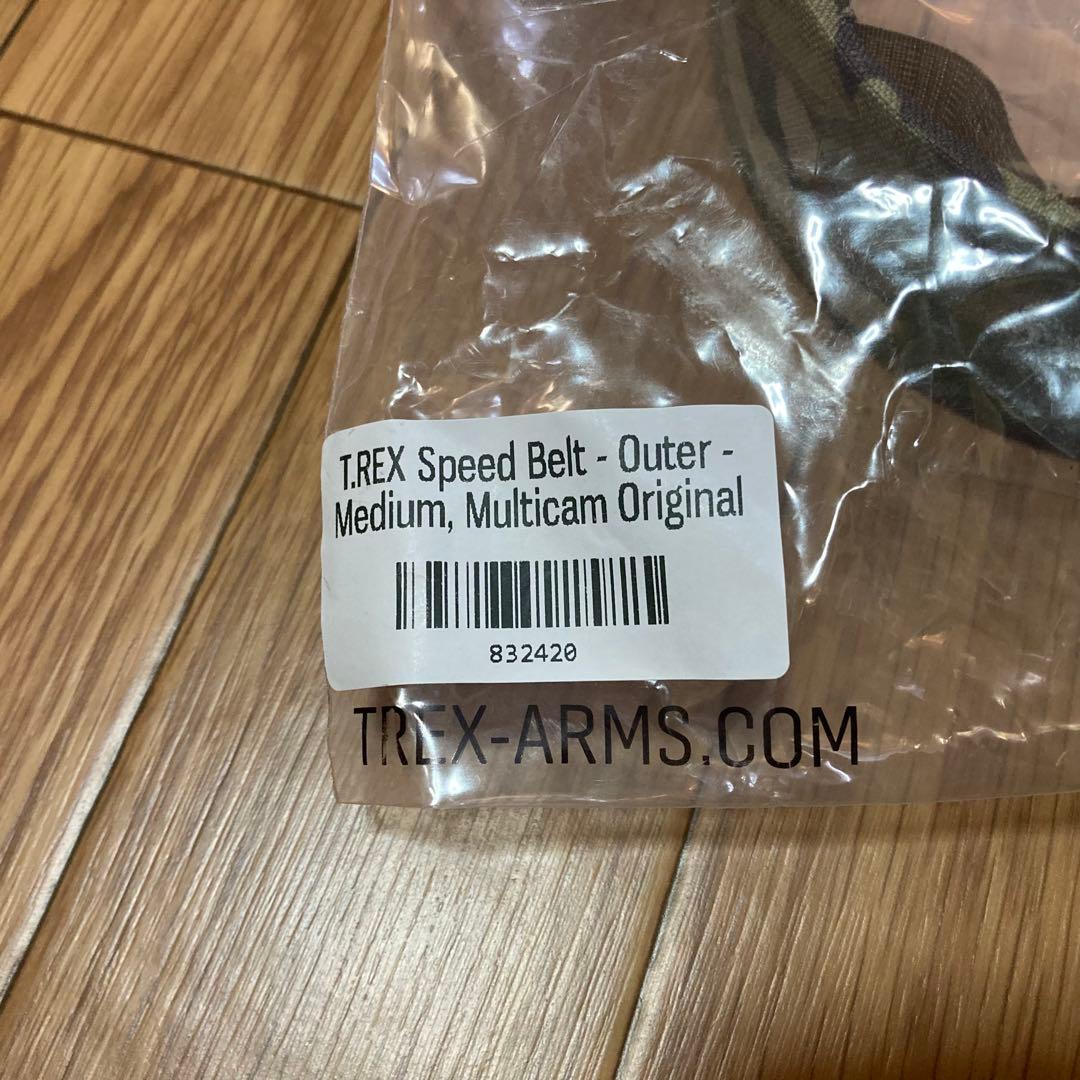 T.REX Speed Belt - Outer -
Medium, Multicam Original
832420
TREX-ARMS.COM